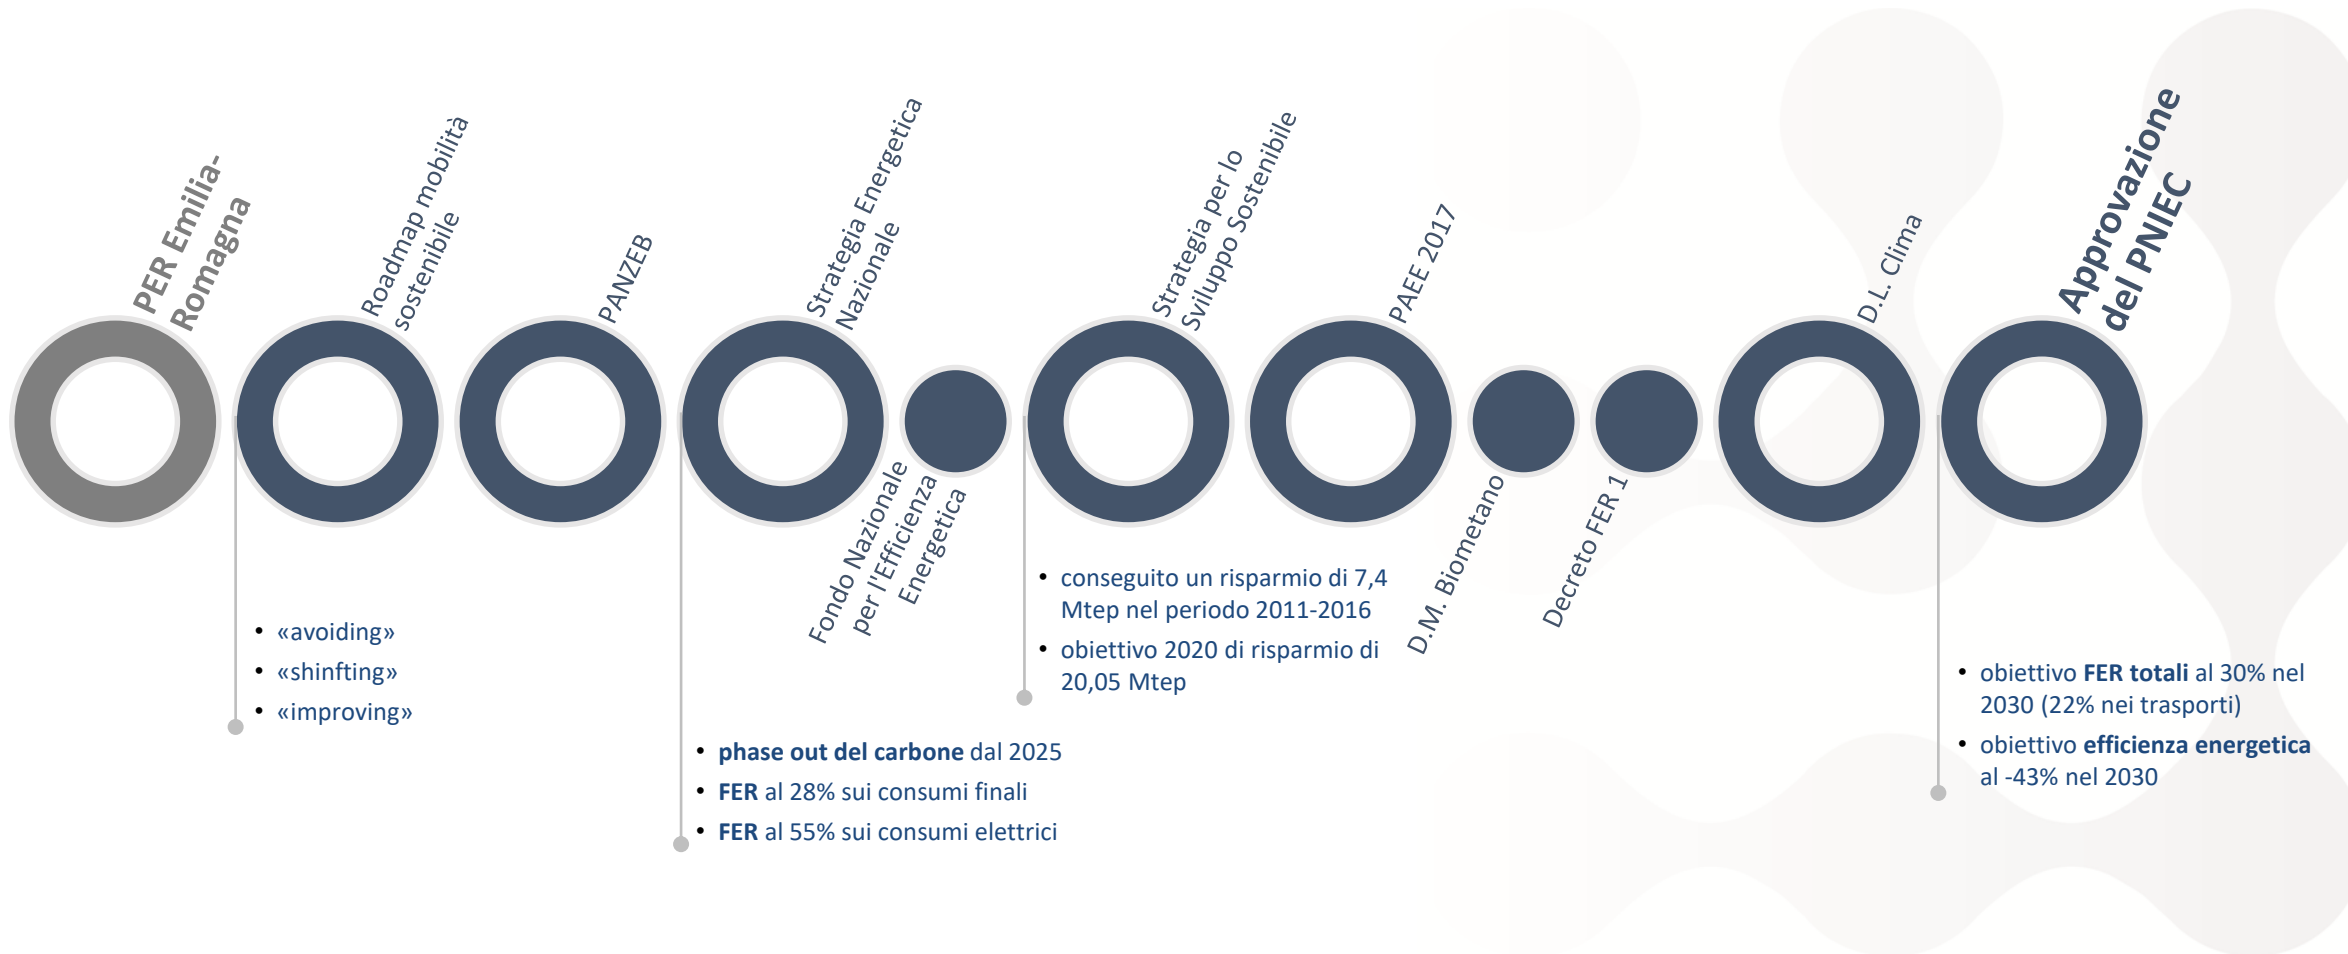 PER Emilia-
Romagna
Roadmap mobilità
sostenibile
PANZEB
Strategia Energetica
Nazionale
Fondo Nazionale
per l'Efficienza
Energetica
Strategia per lo
Sviluppo Sostenibile
PAEE 2017
D.M. Biometano
Decreto FER 1
D.L. Clima
Approvazione
del PNIEC
• «avoiding»
• «shinfting»
• «improving»
• phase out del carbone dal 2025
• FER al 28% sui consumi finali
• FER al 55% sui consumi elettrici
• conseguito un risparmio di 7,4
Mtep nel periodo 2011-2016
• obiettivo 2020 di risparmio di
20,05 Mtep
• obiettivo FER totali al 30% nel
2030 (22% nei trasporti)
• obiettivo efficienza energetica
al -43% nel 2030